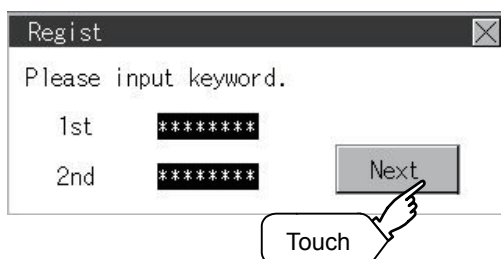 Regist
Please input keyword.
1st ********
2nd ********
Next
Touch